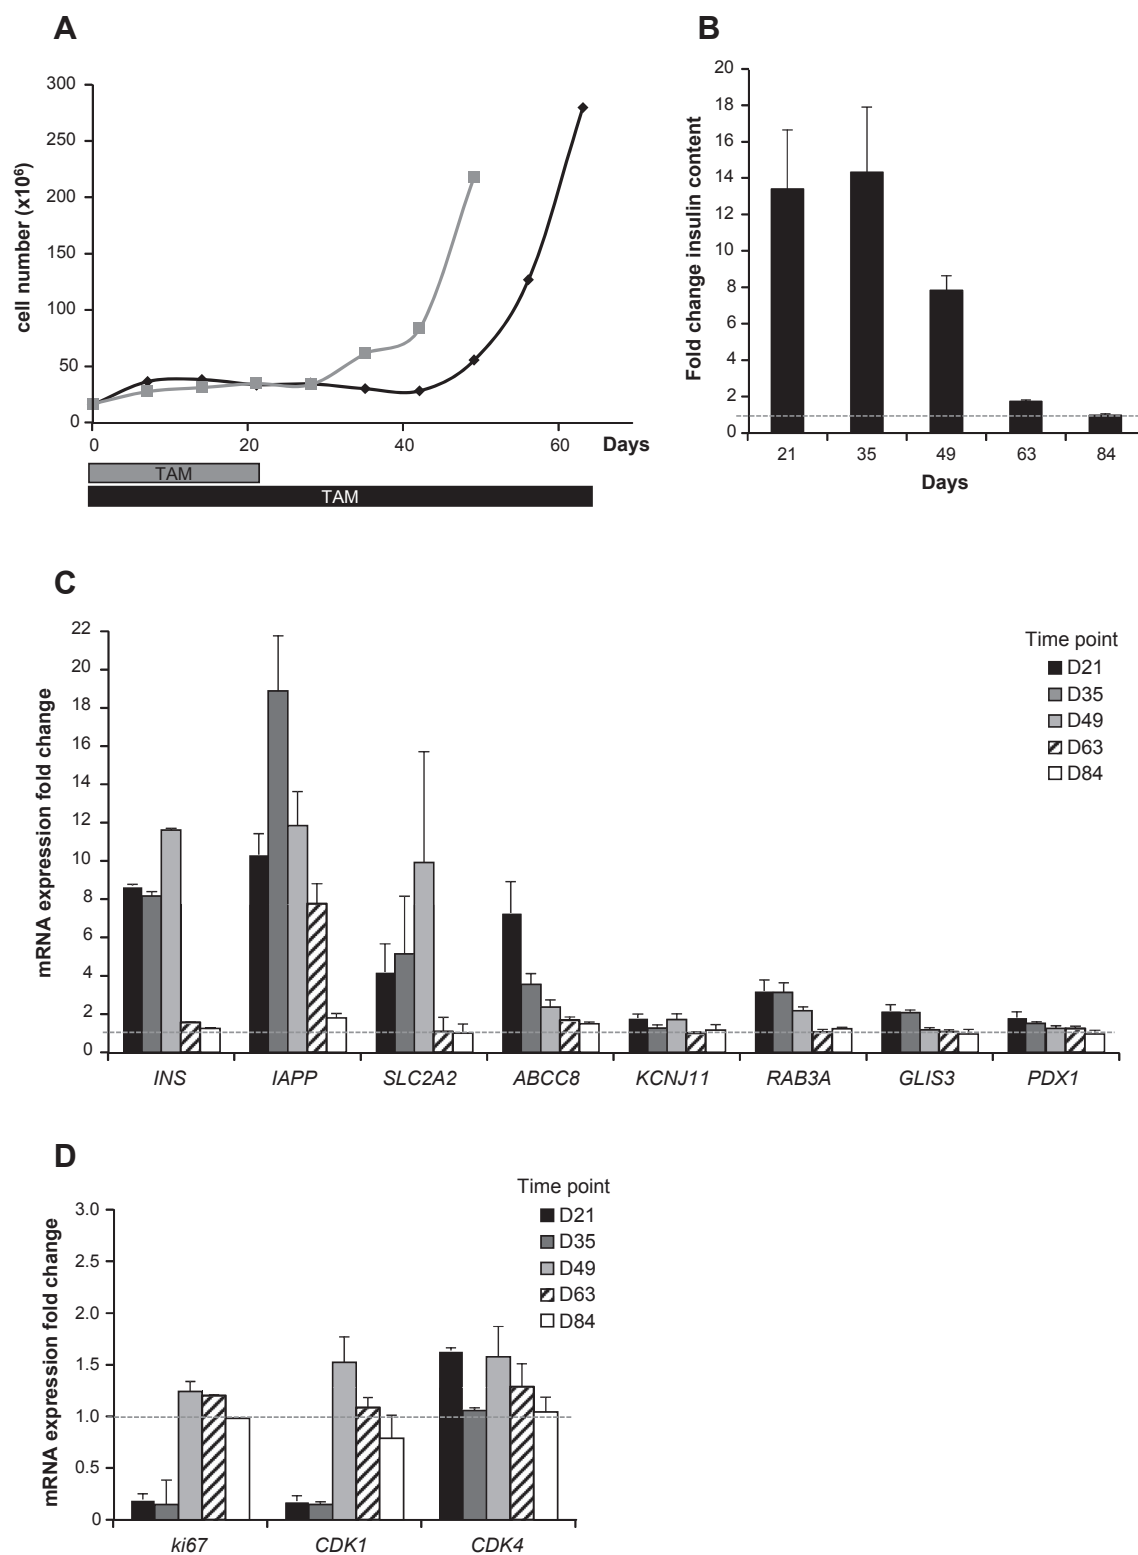 A
300
250
200
150
100
50
0
cell number (x10⁶)
0 20 40 60 Days
TAM
TAM
B
20
18
16
14
12
10
8
6
4
2
0
Fold change insulin content
21 35 49 63 84
Days
C
22
20
18
16
14
12
10
8
6
4
2
0
mRNA expression fold change
Time point
D21
D35
D49
D63
D84
INS IAPP SLC2A2 ABCC8 KCNJ11 RAB3A GLIS3 PDX1
D
3.0
2.5
2.0
1.5
1.0
0.5
0
mRNA expression fold change
Time point
D21
D35
D49
D63
D84
ki67 CDK1 CDK4